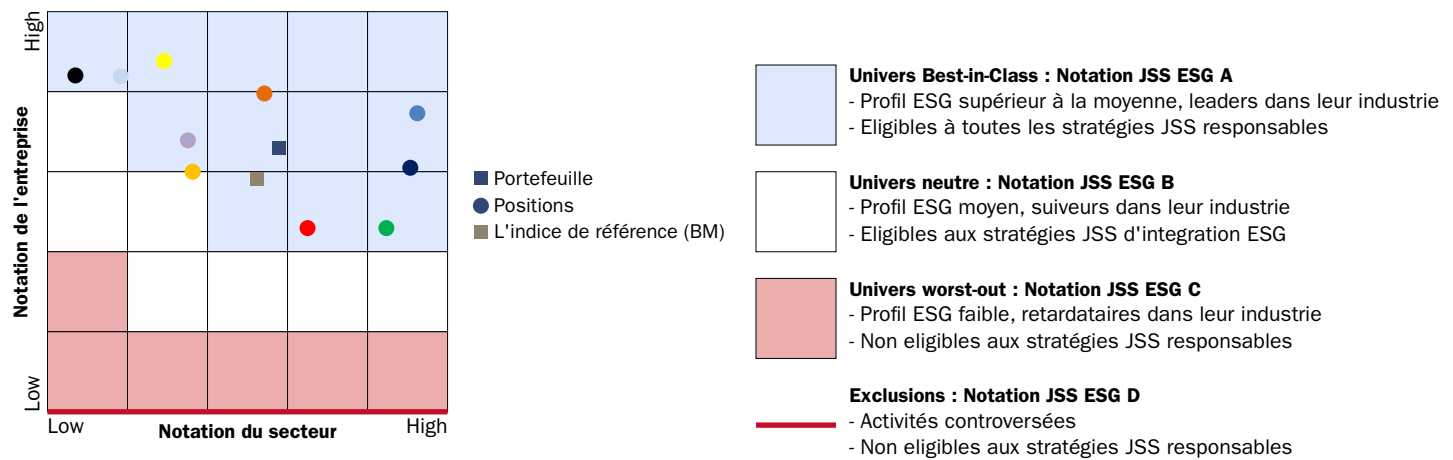 High
Notation de l'entreprise
Low
Low
Notation du secteur
High
Portefeuille
Positions
L'indice de référence (BM)
Univers Best-in-Class : Notation JSS ESG A
- Profil ESG supérieur à la moyenne, leaders dans leur industrie
- Eligibles à toutes les stratégies JSS responsables
Univers neutre : Notation JSS ESG B
- Profil ESG moyen, suiveurs dans leur industrie
- Eligibles aux stratégies JSS d'integration ESG
Univers worst-out : Notation JSS ESG C
- Profil ESG faible, retardataires dans leur industrie
- Non eligibles aux stratégies JSS responsables
Exclusions : Notation JSS ESG D
- Activités controversées
- Non eligibles aux stratégies JSS responsables